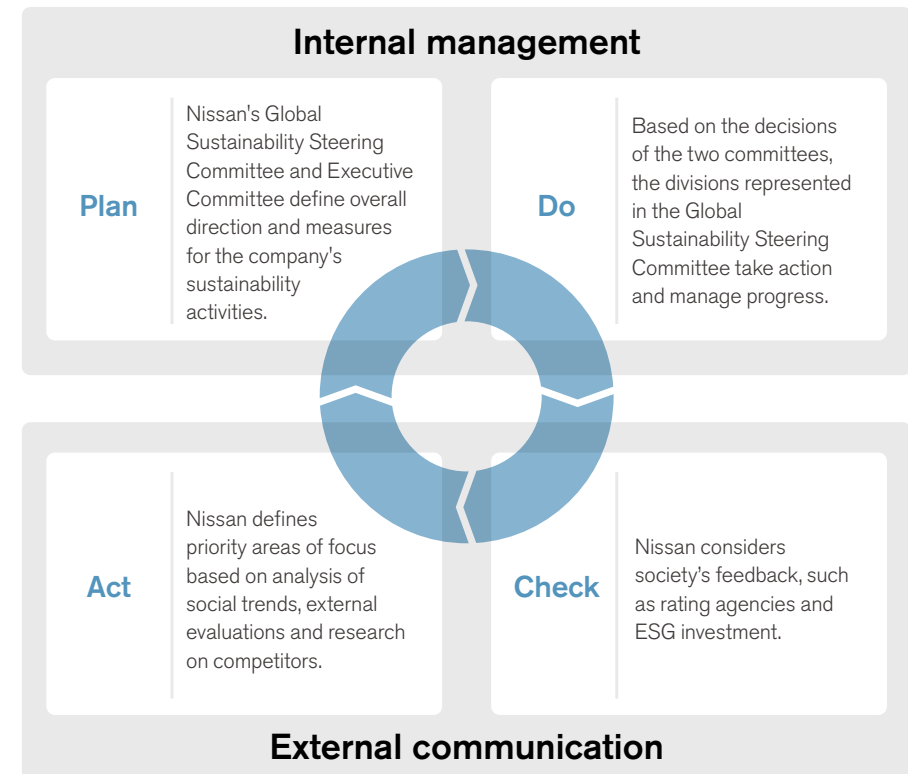 Internal management
Plan
Nissan's Global
Sustainability Steering
Committee and Executive
Committee define overall
direction and measures
for the company's
sustainability
activities.
Do
Based on the decisions
of the two committees,
the divisions represented
in the Global
Sustainability Steering
Committee take action
and manage progress.
Act
Nissan defines
priority areas of focus
based on analysis of
social trends, external
evaluations and research
on competitors.
Check
Nissan considers
society’s feedback, such
as rating agencies and
ESG investment.
External communication